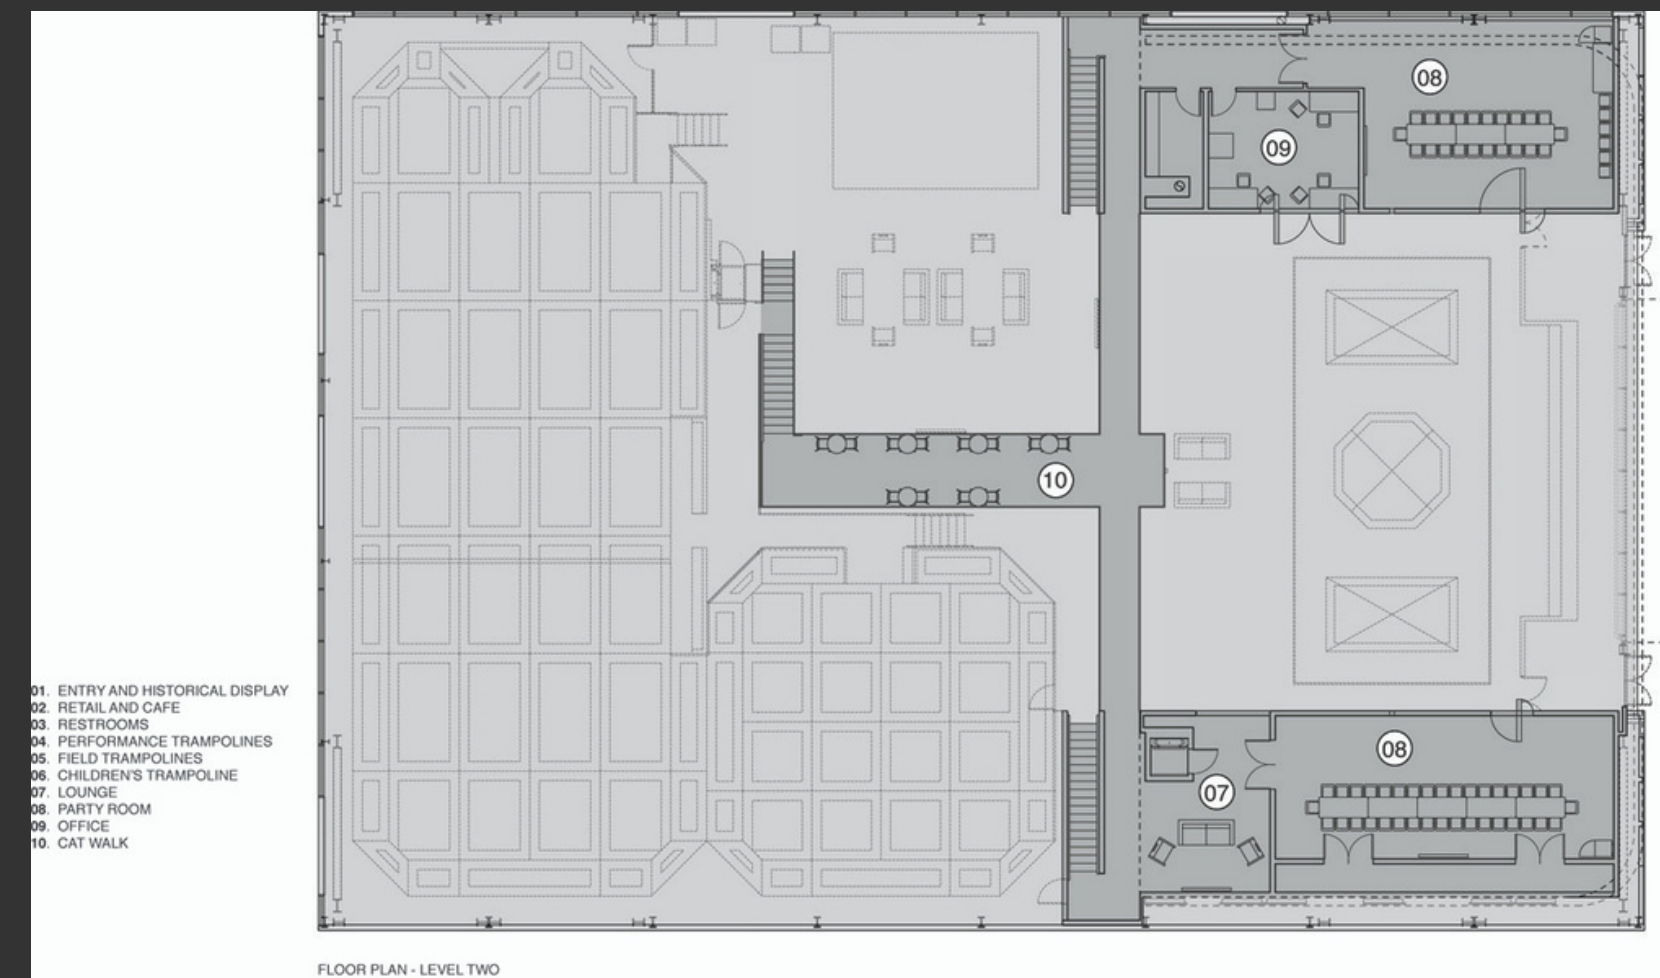 08
09
10
01. ENTRY AND HISTORICAL DISPLAY
02. RETAIL AND CAFE
03. RESTROOMS
04. PERFORMANCE TRAMPOLINES
05. FIELD TRAMPOLINES
06. CHILDREN'S TRAMPOLINE
07. LOUNGE
08. PARTY ROOM
09. OFFICE
10. CAT WALK
08
07
FLOOR PLAN - LEVEL TWO